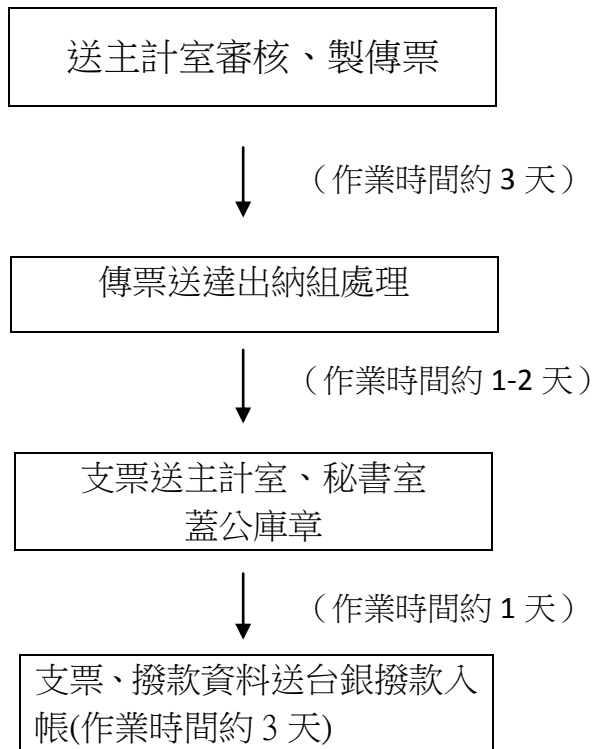 送主計室審核、製傳票
（作業時間約 3 天）
傳票送達出納組處理
（作業時間約 1-2 天）
支票送主計室、秘書室
蓋公庫章
（作業時間約 1 天）
支票、撥款資料送台銀撥款入
帳(作業時間約 3 天)